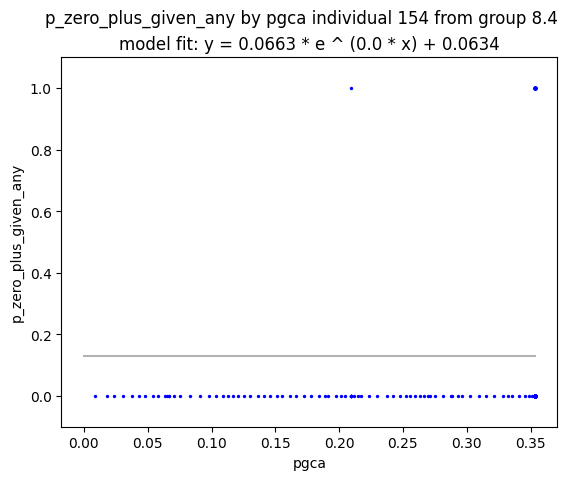 p_zero_plus_given_any by pgca individual 154 from group 8.4
model fit: y = 0.0663 * e ^ (0.0 * x) + 0.0634
1.0
0.8
0.6
0.4
0.2
0.0
p_zero_plus_given_any
0.00 0.05 0.10 0.15 0.20 0.25 0.30 0.35
pgca